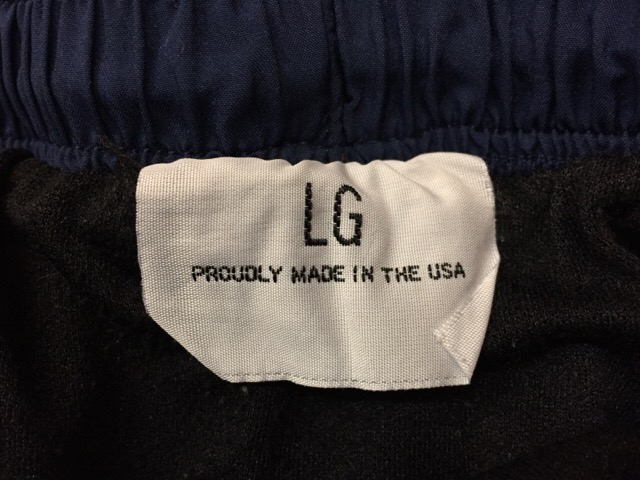 LG
PROUDLY MADE IN THE USA